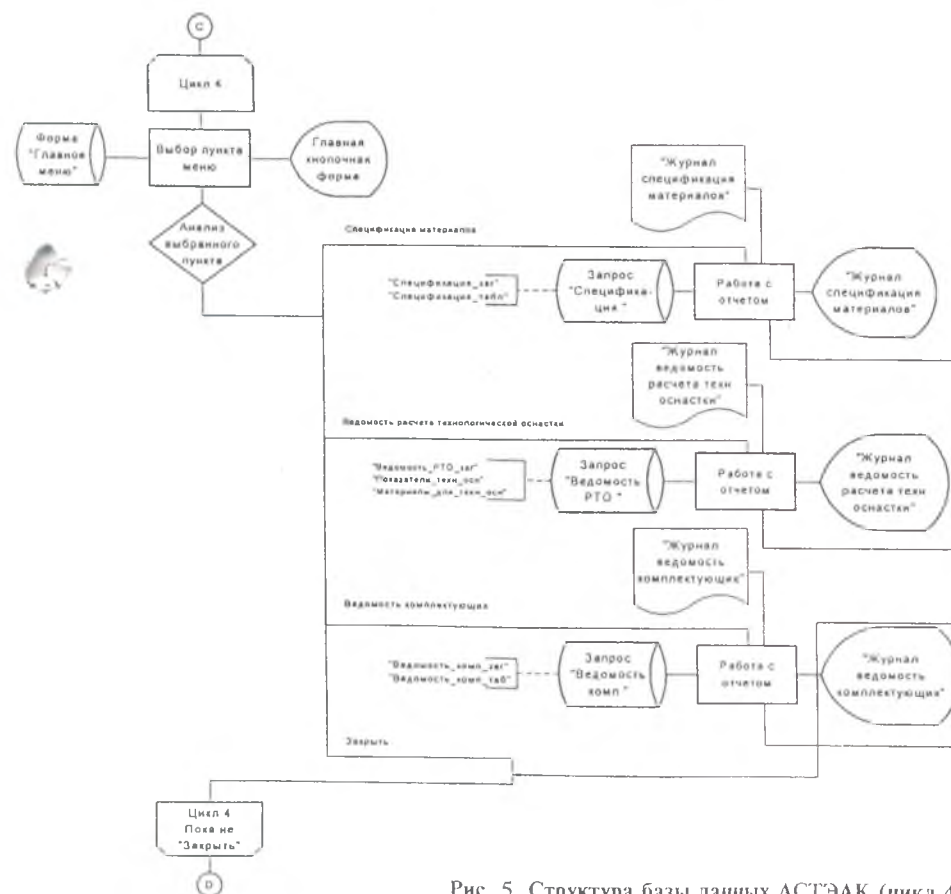 С
Цикл 4
Форма
"Главное
меню"
Выбор пункта
меню
Главная
кнопочная
форма
Анализ
выбранного
пункта
"Журнал
спецификация
материалов"
Спецификация материалов
"Спецификация_заг"
"Спецификация_табл"
Запрос
"Специфика-
ция "
Работа с
отчетом
"Журнал
спецификация
материалов"
"Журнал
ведомость
расчета техн
оснастки"
Ведомость расчета технологической оснастки
"Ведомость_РТО_заг"
"Показатели_техн_осн"
"Материалы_для_техн_осн"
Запрос
"Ведомость
РТО "
Работа с
отчетом
"Журнал
ведомость
расчета техн
оснастки"
"Журнал
ведомость
комплектующих"
Ведомость комплектующих
"Ведомость_комп_заг"
"Ведомость_комп_таб"
Запрос
"Ведомость
комп "
Работа с
отчетом
"Журнал
ведомость
комплектующих"
Закрыть
Цикл 4
Пока не
"Закрыть"
D
Рис. 5. Структура базы данных АСТЭАК (цикл 4